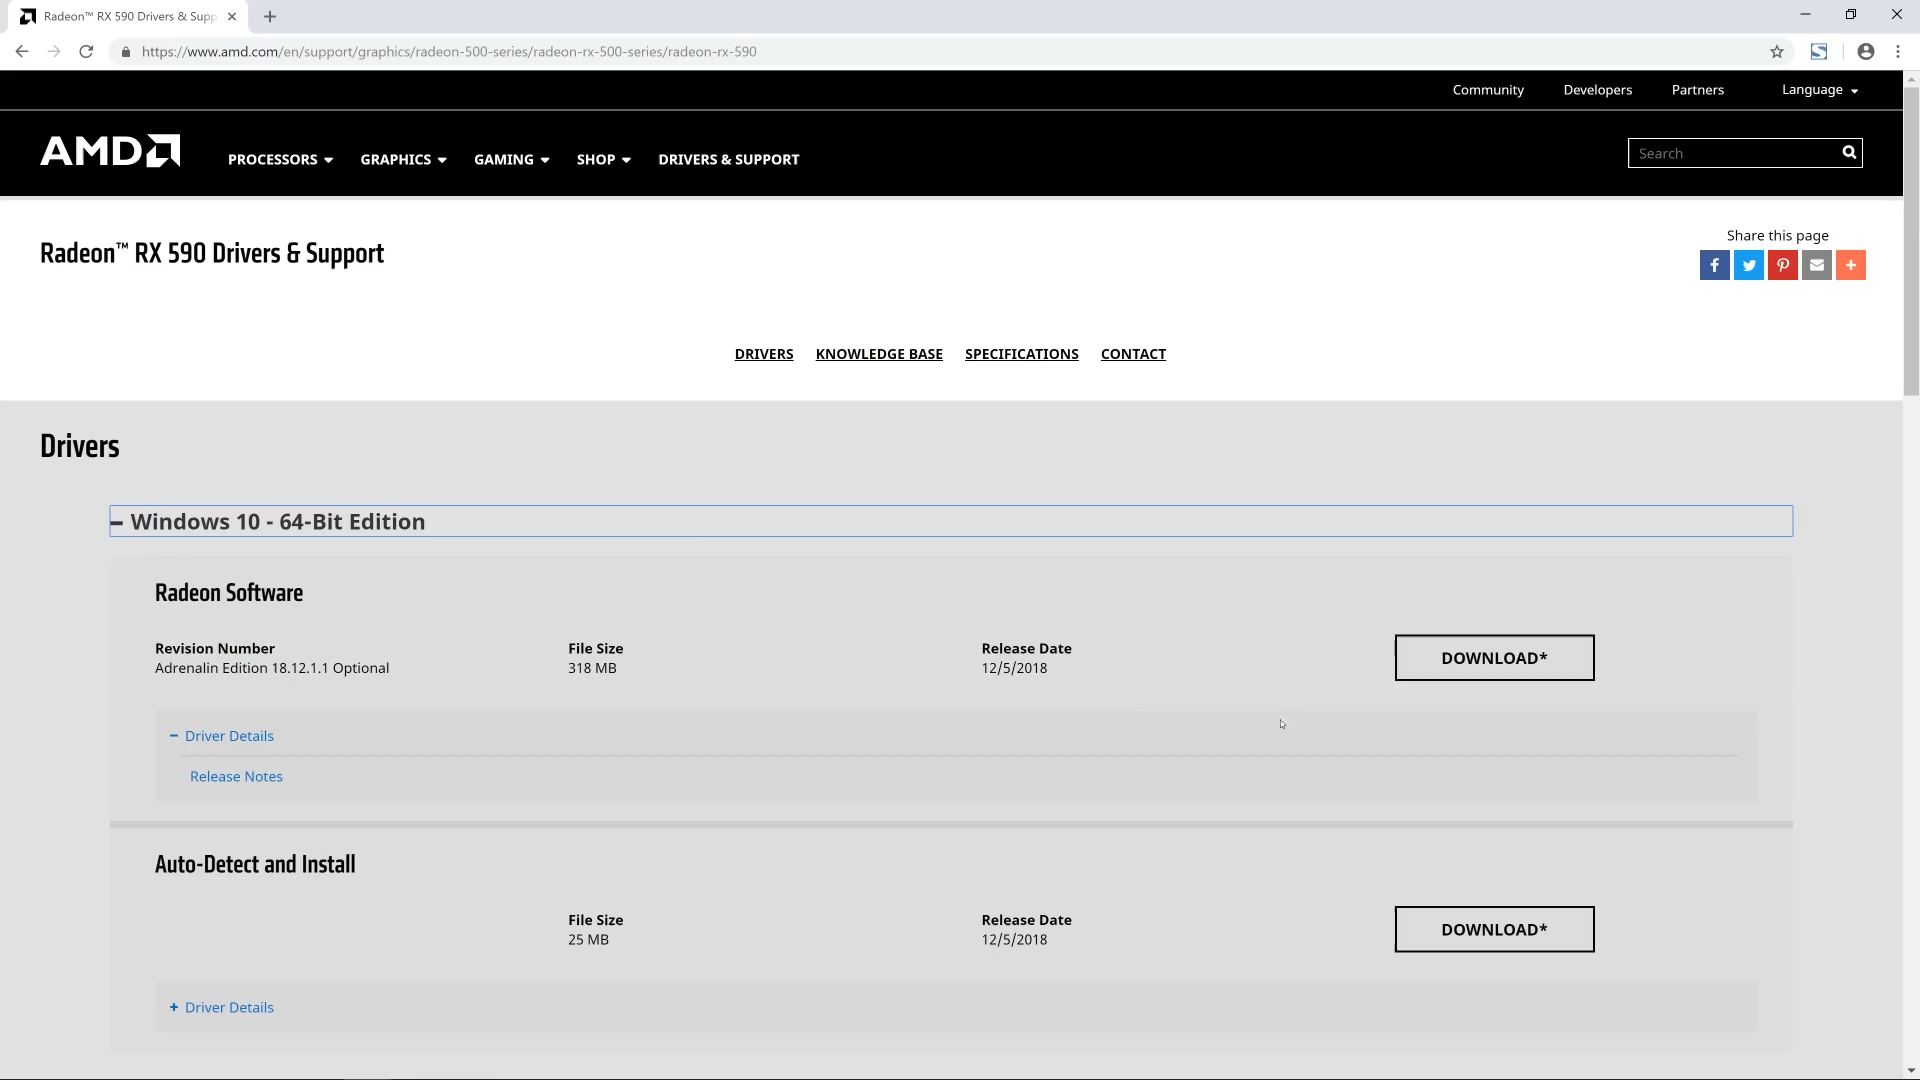 Radeon™ RX 590 Drivers & Supp
https://www.amd.com/en/support/graphics/radeon-500-series/radeon-rx-500-series/radeon-rx-590
Community Developers Partners Language
AMD PROCESSORS GRAPHICS GAMING SHOP DRIVERS & SUPPORT Search
Share this page
Radeon™ RX 590 Drivers & Support
DRIVERS KNOWLEDGE BASE SPECIFICATIONS CONTACT
Drivers
Windows 10 - 64-Bit Edition
Radeon Software
Revision Number File Size Release Date
Adrenalin Edition 18.12.1.1 Optional 318 MB 12/5/2018 DOWNLOAD*
− Driver Details
Release Notes
Auto-Detect and Install
File Size Release Date
25 MB 12/5/2018 DOWNLOAD*
+ Driver Details